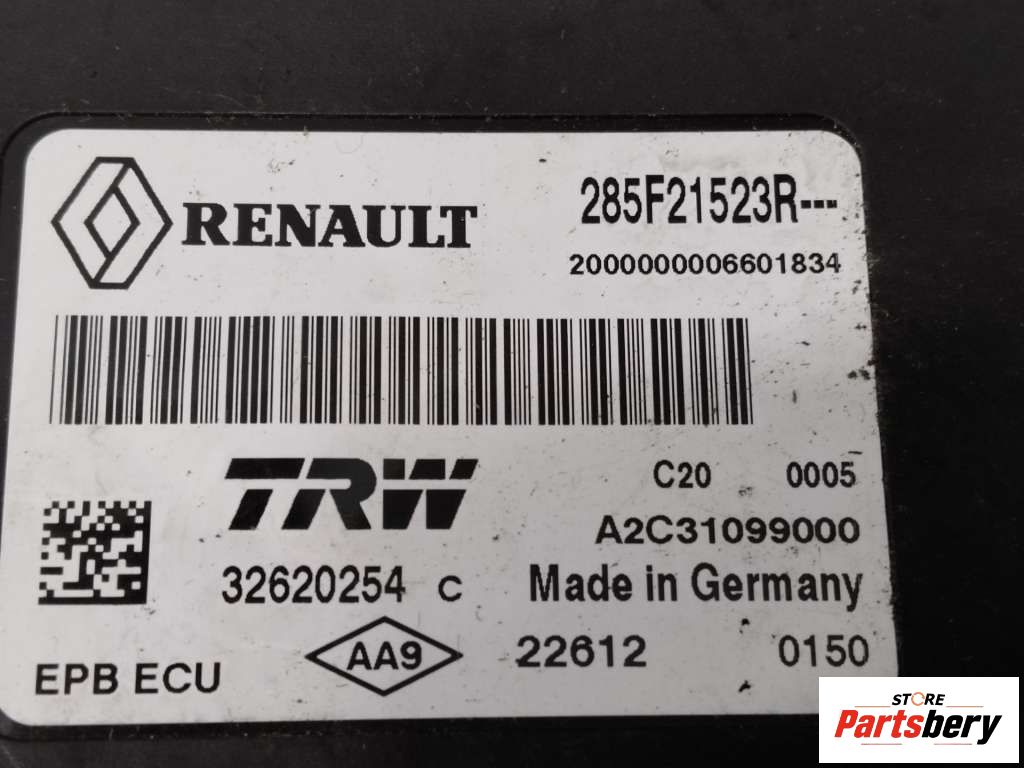 RENAULT
285F21523R---
2000000006601834
TRW
C20 0005
A2C31099000
32620254 C
Made in Germany
EPB ECU
AA9
22612 0150
STORE
Partsbery